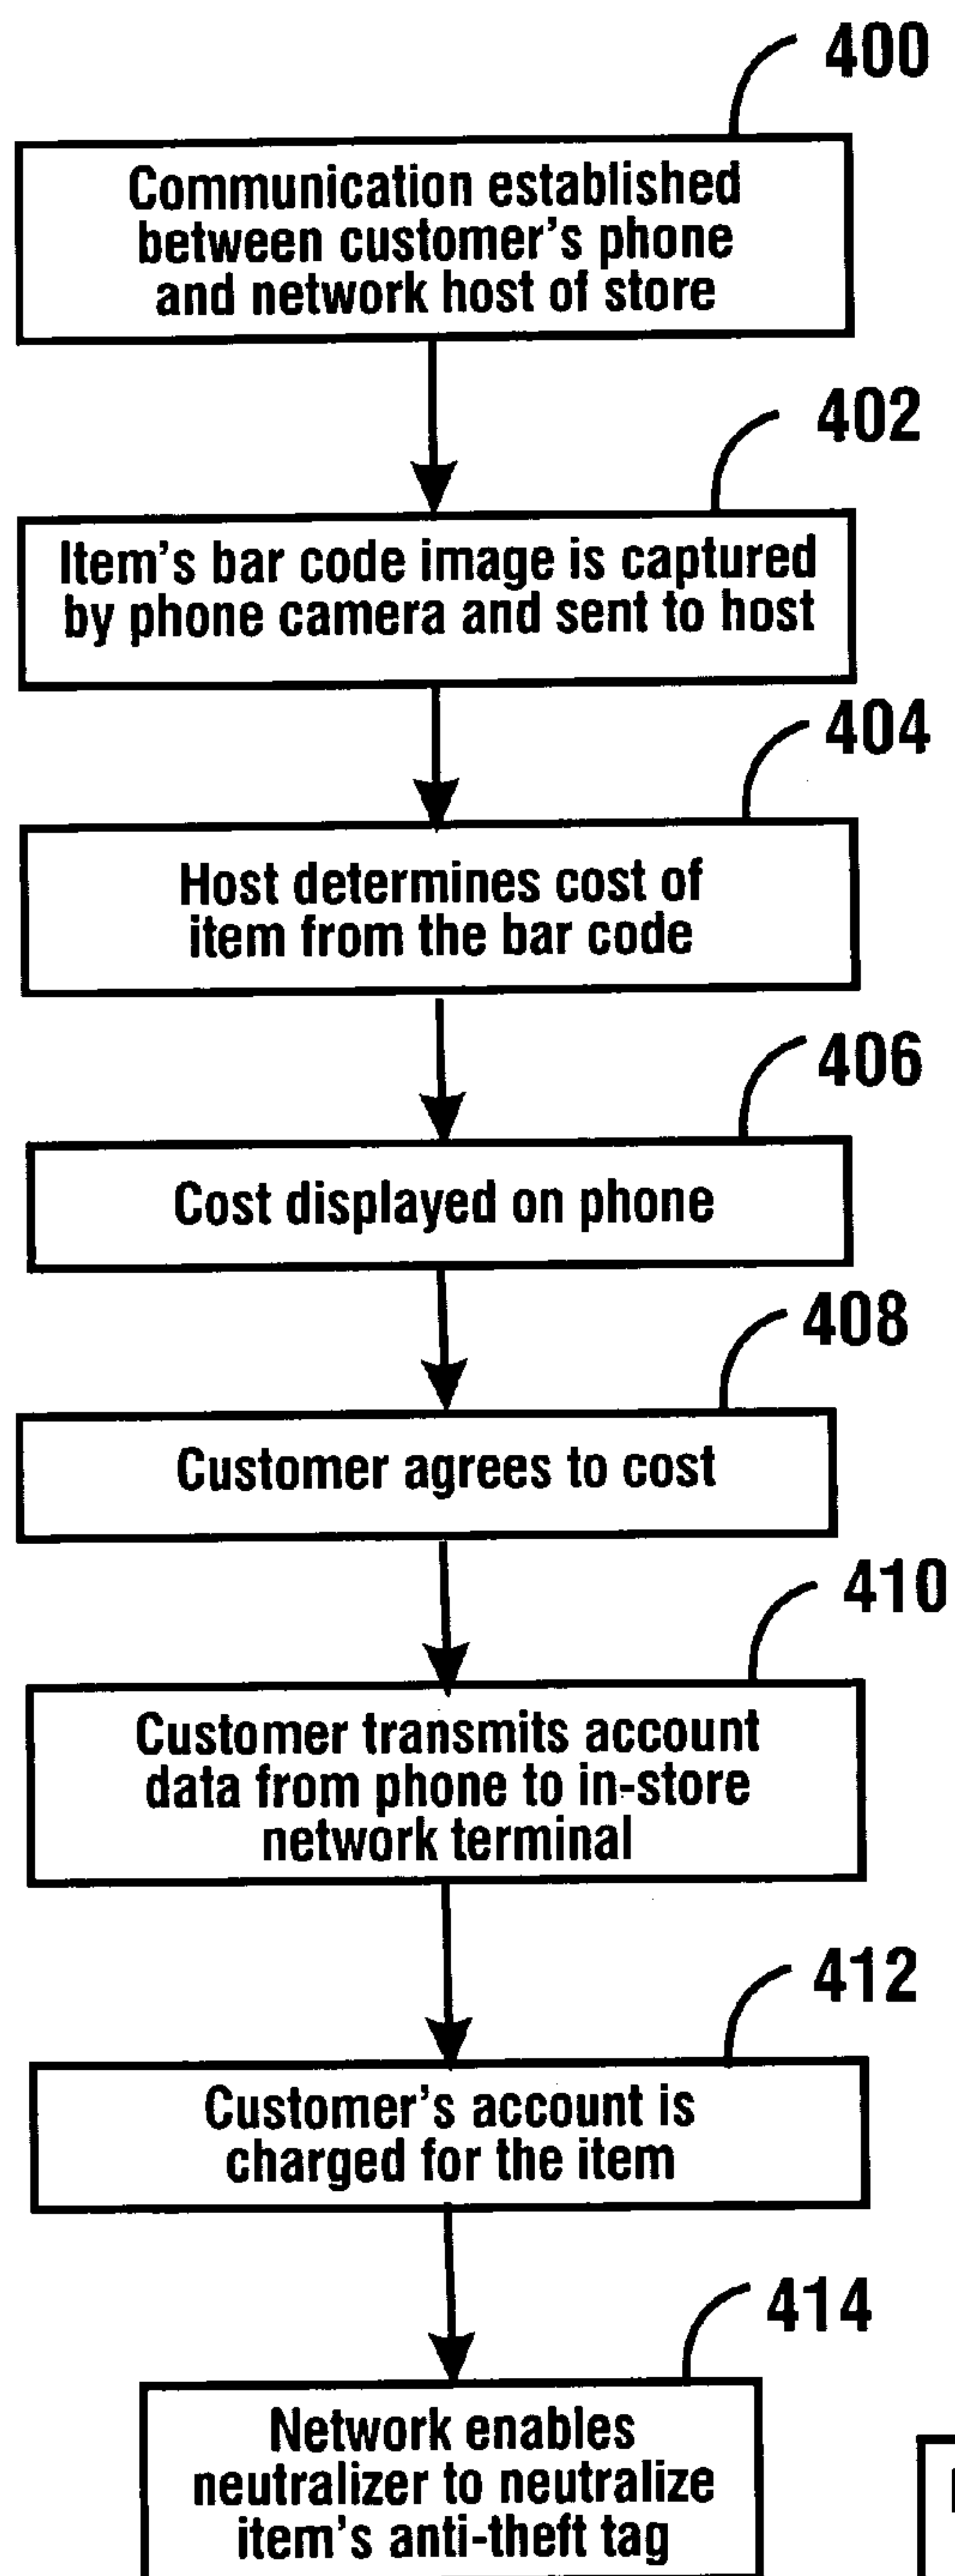 400
Communication established
between customer's phone
and network host of store
402
Item's bar code image is captured
by phone camera and sent to host
404
Host determines cost of
item from the bar code
406
Cost displayed on phone
408
Customer agrees to cost
410
Customer transmits account
data from phone to in-store
network terminal
412
Customer's account is
charged for the item
414
Network enables
neutralizer to neutralize
item's anti-theft tag